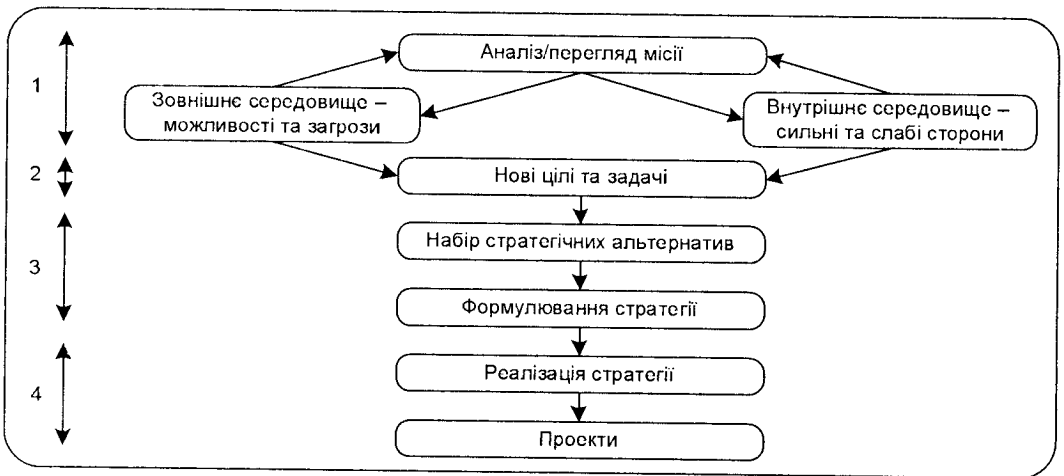 Аналіз/перегляд місії
1
Зовнішнє середовище –
можливості та загрози
Внутрішнє середовище –
сильні та слабі сторони
2
Нові цілі та задачі
Набір стратегічних альтернатив
3
Формулювання стратегії
Реалізація стратегії
4
Проекти